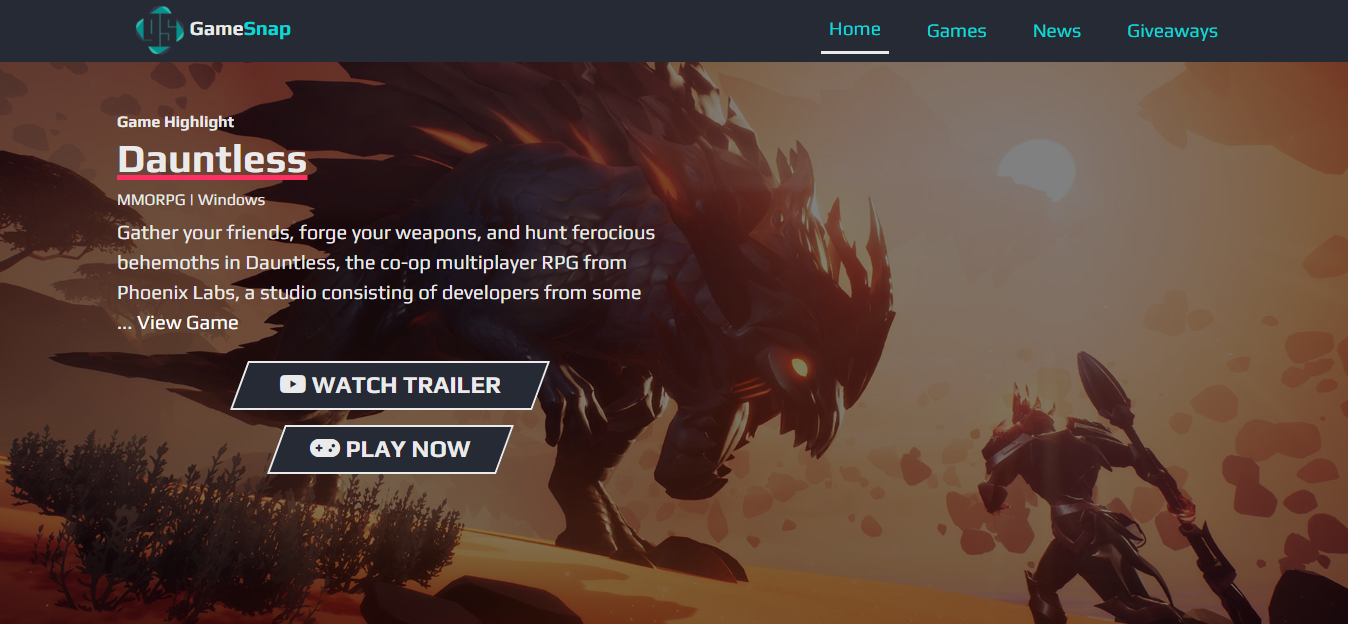 GS GameSnap
Home Games News Giveaways
Game Highlight
Dauntless
MMORPG | Windows
Gather your friends, forge your weapons, and hunt ferocious
behemoths in Dauntless, the co-op multiplayer RPG from
Phoenix Labs, a studio consisting of developers from some
... View Game
WATCH TRAILER
PLAY NOW